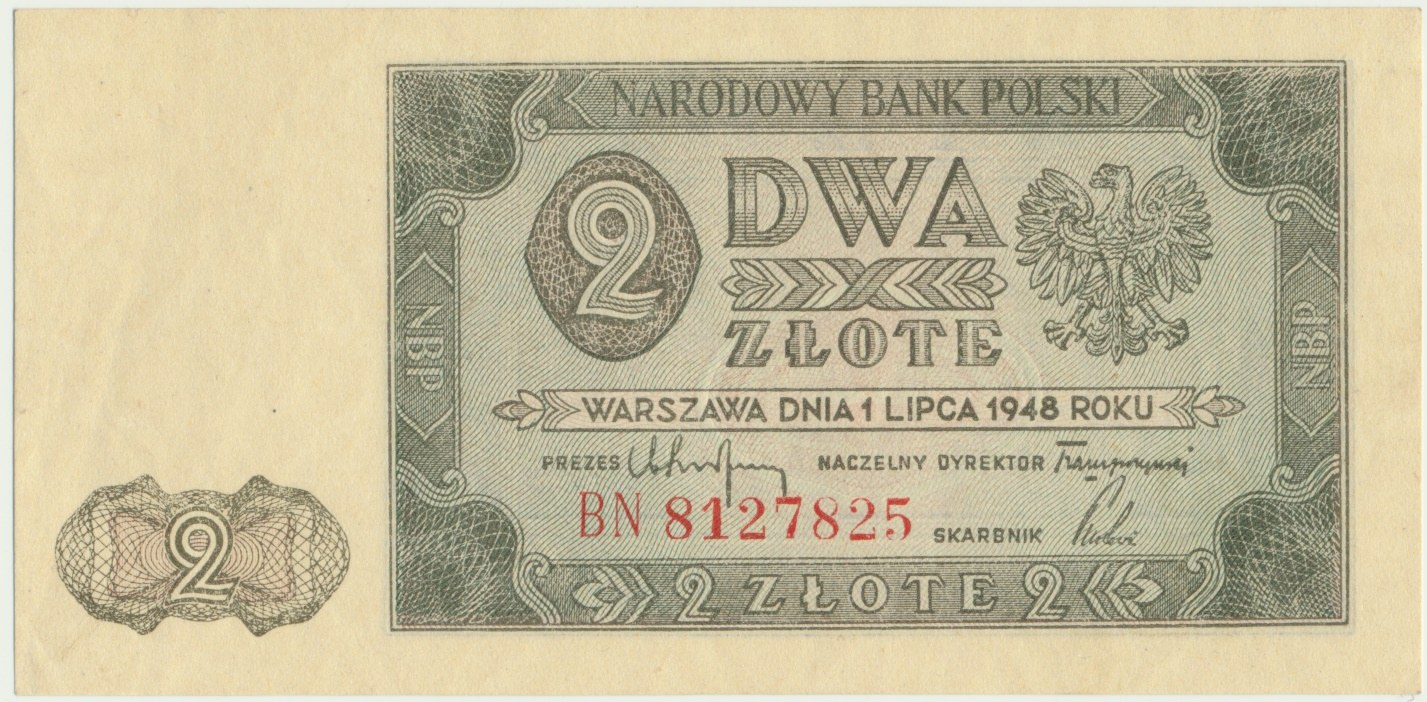 NARODOWY BANK POLSKI
2
DWA
ZŁOTE
NBP
NBP
WARSZAWA DNIA 1 LIPCA 1948 ROKU
PREZES NACZELNY DYREKTOR
BN 8127825 SKARBNIK
2
2 ZŁOTE 2